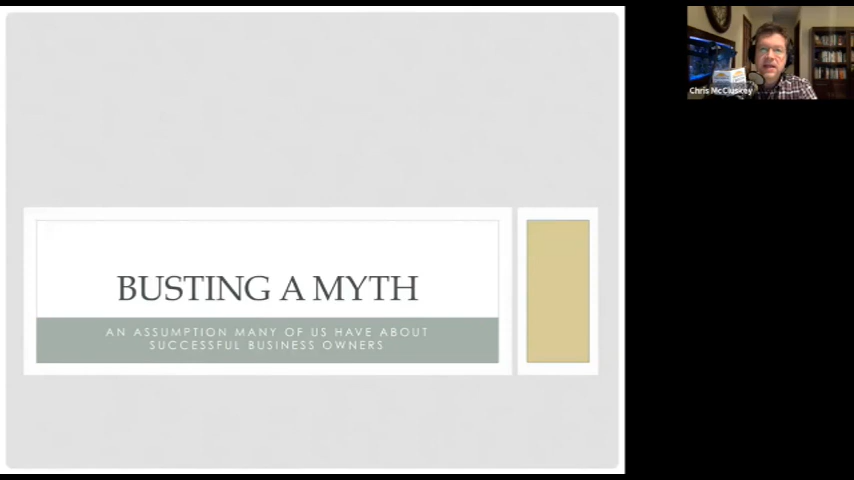 BUSTING A MYTH
AN ASSUMPTION MANY OF US HAVE ABOUT
SUCCESSFUL BUSINESS OWNERS
Chris McCluskey